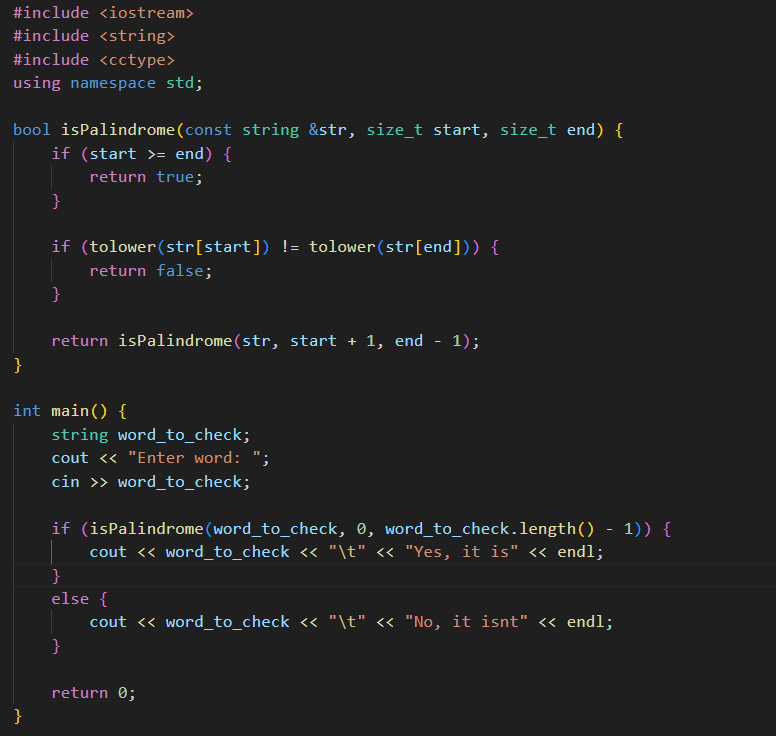 #include <iostream>
#include <string>
#include <cctype>
using namespace std;
bool isPalindrome(const string &str, size_t start, size_t end) {
    if (start >= end) {
        return true;
    }
    if (tolower(str[start]) != tolower(str[end])) {
        return false;
    }
    return isPalindrome(str, start + 1, end - 1);
}
int main() {
    string word_to_check;
    cout << "Enter word: ";
    cin >> word_to_check;
    if (isPalindrome(word_to_check, 0, word_to_check.length() - 1)) {
        cout << word_to_check << "\t" << "Yes, it is" << endl;
    }
    else {
        cout << word_to_check << "\t" << "No, it isnt" << endl;
    }
    return 0;
}